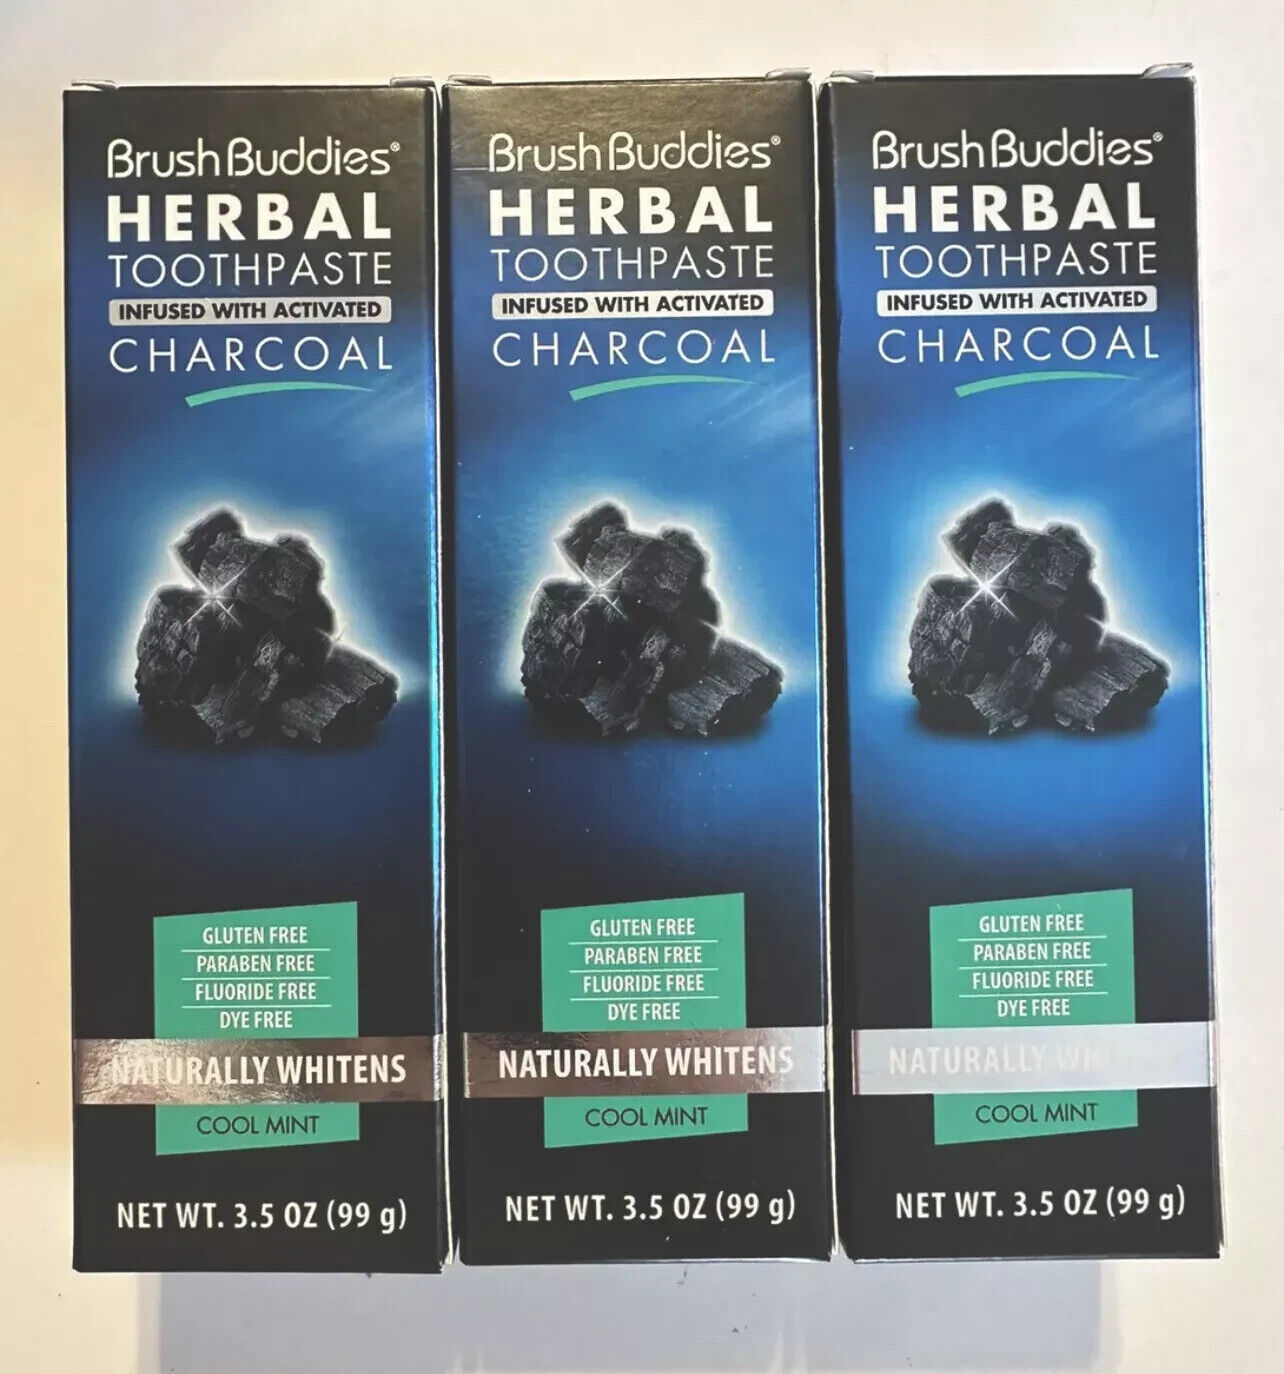 BrushBuddies®
HERBAL
TOOTHPASTE
INFUSED WITH ACTIVATED
CHARCOAL
GLUTEN FREE
PARABEN FREE
FLUORIDE FREE
DYE FREE
NATURALLY WHITENS
COOL MINT
NET WT. 3.5 OZ (99 g)
BrushBuddies®
HERBAL
TOOTHPASTE
INFUSED WITH ACTIVATED
CHARCOAL
GLUTEN FREE
PARABEN FREE
FLUORIDE FREE
DYE FREE
NATURALLY WHITENS
COOL MINT
NET WT. 3.5 OZ (99 g)
BrushBuddies®
HERBAL
TOOTHPASTE
INFUSED WITH ACTIVATED
CHARCOAL
GLUTEN FREE
PARABEN FREE
FLUORIDE FREE
DYE FREE
NATURALLY
COOL MINT
NET WT. 3.5 OZ (99 g)